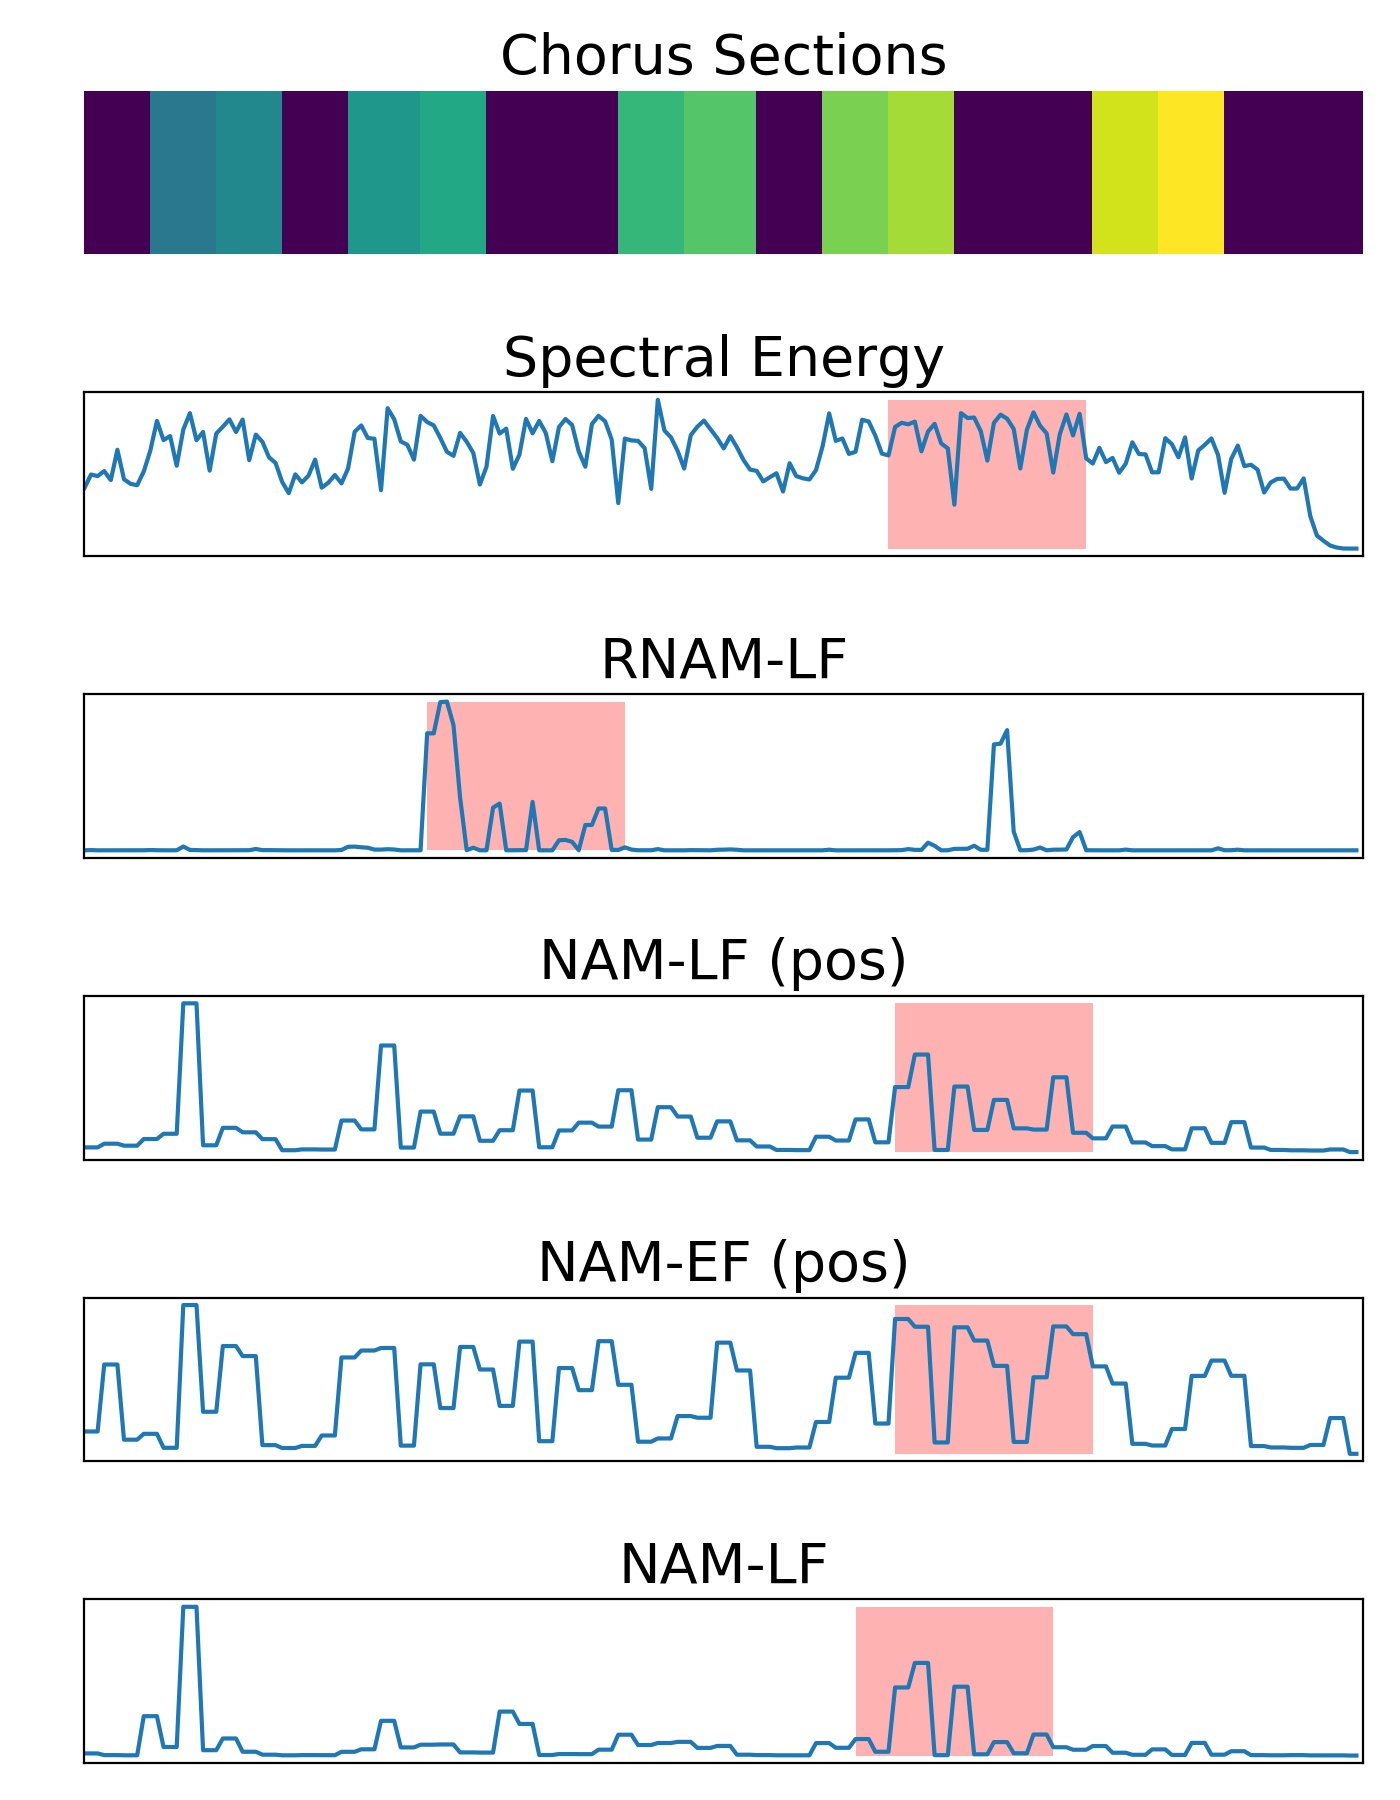 Chorus Sections
Spectral Energy
RNAM-LF
NAM-LF (pos)
NAM-EF (pos)
NAM-LF